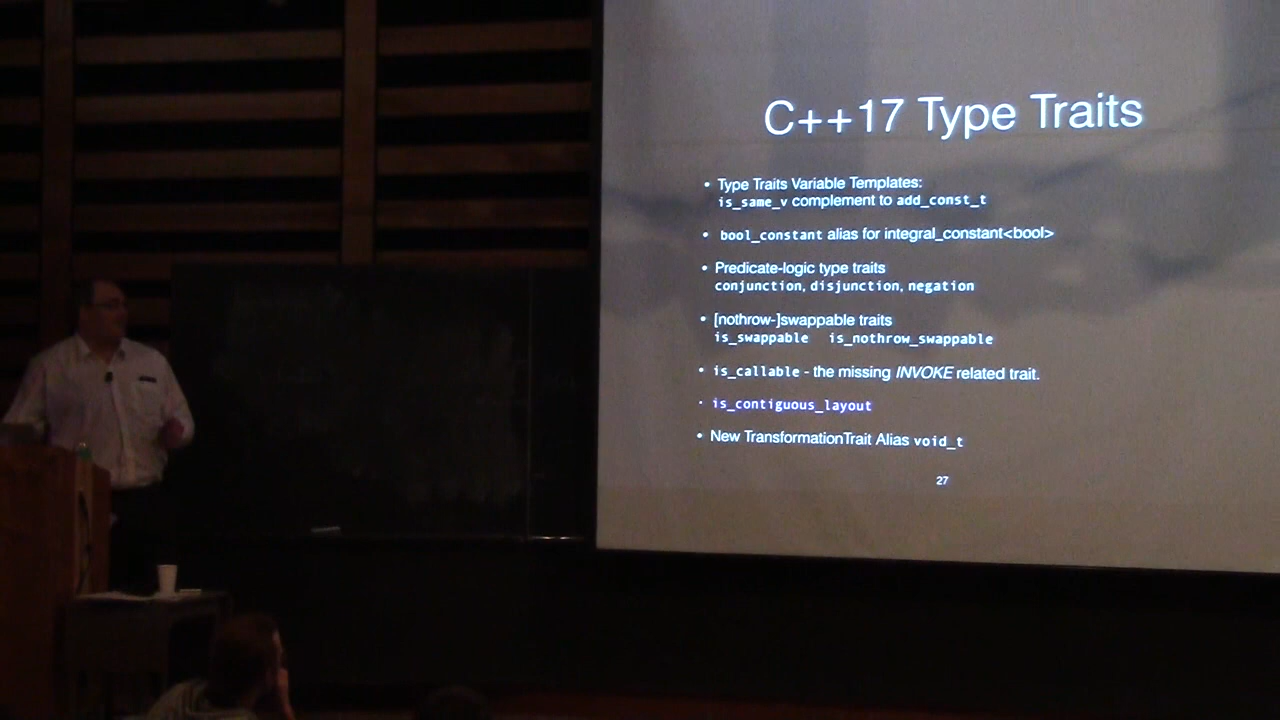 C++17 Type Traits
• Type Traits Variable Templates:
is_same_v complement to add_const_t
• bool_constant alias for integral_constant<bool>
• Predicate-logic type traits
conjunction, disjunction, negation
• [nothrow-]swappable traits
is_swappable is_nothrow_swappable
• is_callable - the missing INVOKE related trait.
• is_contiguous_layout
• New TransformationTrait Alias void_t
27